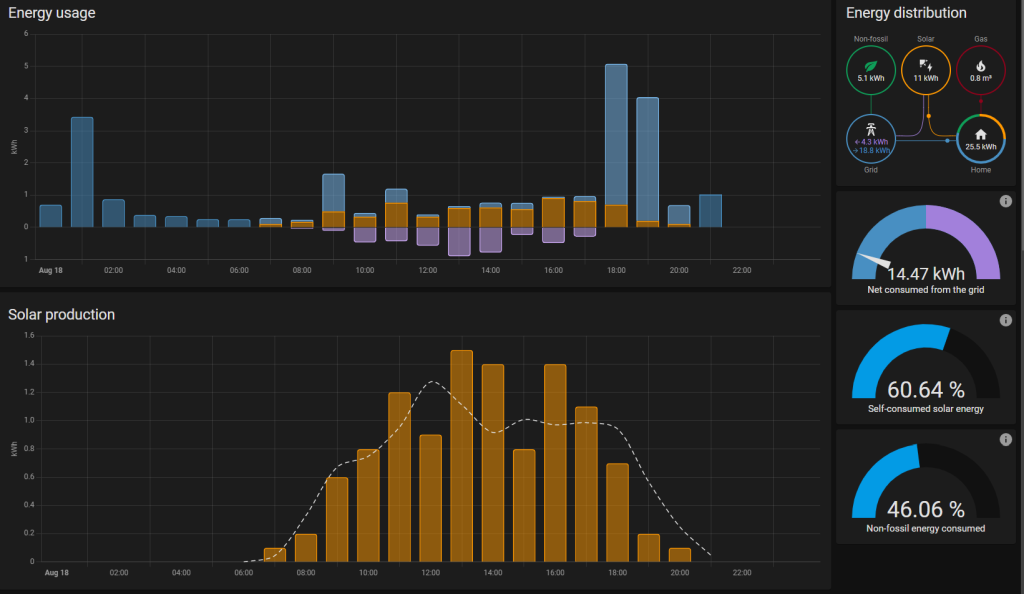 Energy usage
6
5
4
3
2
1
0
1
kWh
Aug 18
02:00
04:00
06:00
08:00
10:00
12:00
14:00
16:00
18:00
20:00
22:00
Solar production
1.6
1.4
1.2
1.0
0.8
0.6
0.4
0.2
0
kWh
Aug 18
02:00
04:00
06:00
08:00
10:00
12:00
14:00
16:00
18:00
20:00
22:00
Energy distribution
Non-fossil
Solar
Gas
5.1 kWh
11 kWh
0.8 m³
←4.3 kWh
→18.8 kWh
25.5 kWh
Grid
Home
14.47 kWh
Net consumed from the grid
60.64 %
Self-consumed solar energy
46.06 %
Non-fossil energy consumed